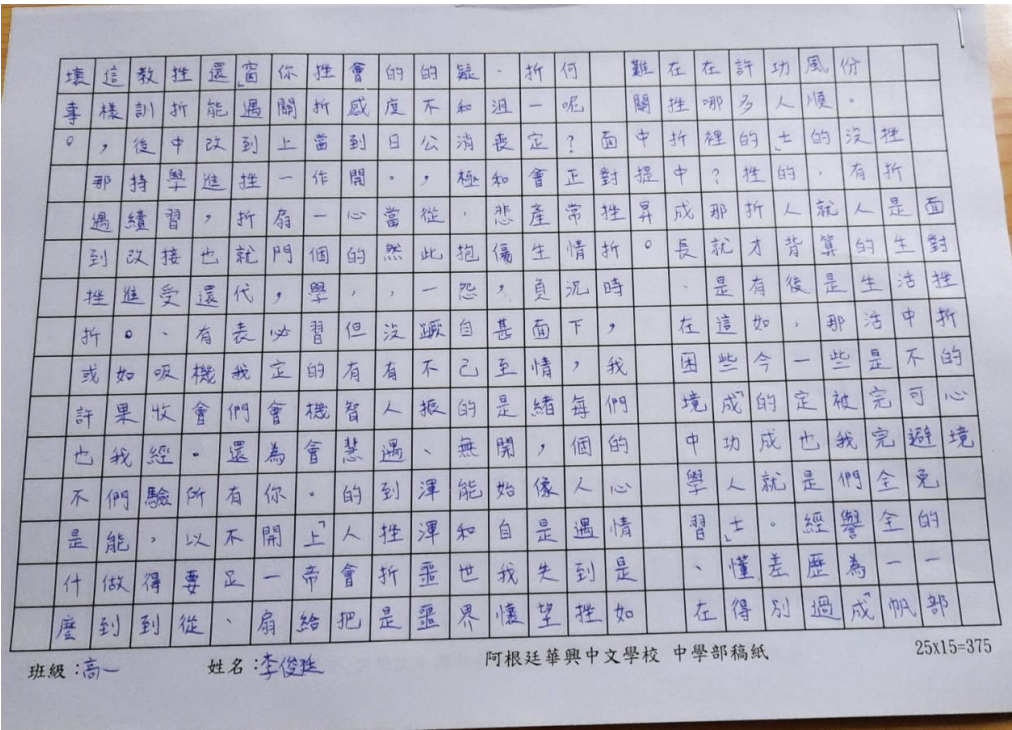 面對挫折的心境
挫折是生活中不可避免的一部
份。沒有人的生活是完完全全一帆
風順的，就算是那些被我們譽為「成
功人士」的人背後，一定也是經歷過
許多的挫折才有如今的成就。差別
在哪裡？那就是這些「成功人士」懂得
在挫折中成長、在困境中學習、在
難關中提昇。
面對挫折時，我們的心情是如
何呢？正常情況下，每個人遇到挫
折一定會產生負面情緒，像是失望
、沮喪和悲傷，甚至是開始自我懷
疑和消極，抱怨自己的無能和世界
的不公，從此一蹶不振、渾渾噩噩
的度日。當然，沒有人遇到挫折是
會感到開心的，但有智慧的人會把
挫折當作一個學習的機會。「上帝給
你關上一扇門，必定會為你開一扇
窗」遇到挫折，就代表我們還有不足、
還能改進，也還有機會。所以要從
挫折中學習、接受、吸收經驗，得到
教訓後持續改進。如果我們能做到
這樣，那遇到挫折或許也不是什麼
壞事。
班級：高一 姓名：李俊 阿根廷華興中文學校 中學部稿紙 25x15=375